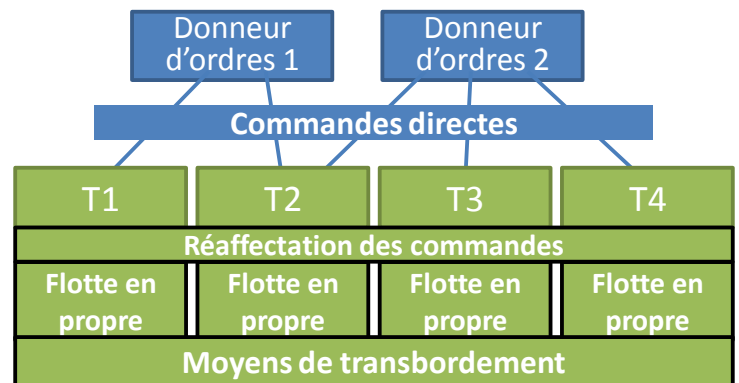 Donneur
d’ordres 1
Donneur
d’ordres 2
Commandes directes
T1 T2 T3 T4
Réaffectation des commandes
Flotte en
propre
Flotte en
propre
Flotte en
propre
Flotte en
propre
Moyens de transbordement